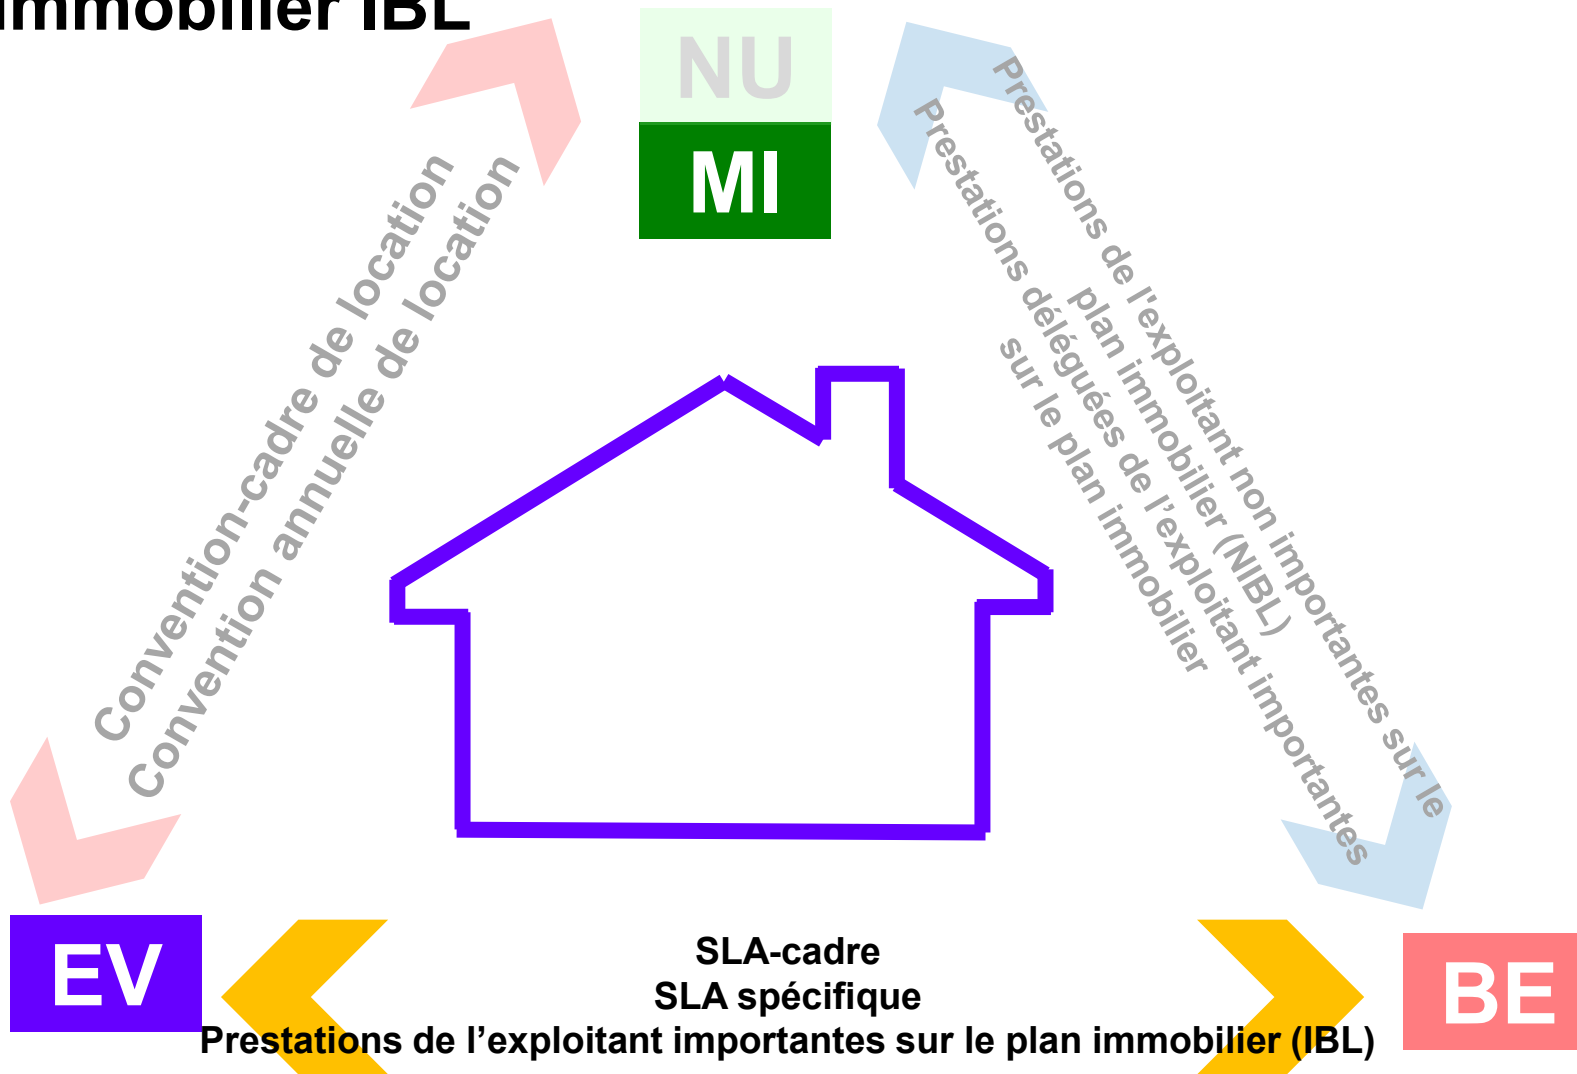 immobilier IBL
NU
MI
Convention-cadre de location
Convention annuelle de location
Prestations de l'exploitant non importantes sur le
plan immobilier (NIBL)
Prestations déléguées de l’exploitant importantes
sur le plan immobilier
EV
SLA-cadre
SLA spécifique
Prestations de l’exploitant importantes sur le plan immobilier (IBL)
BE